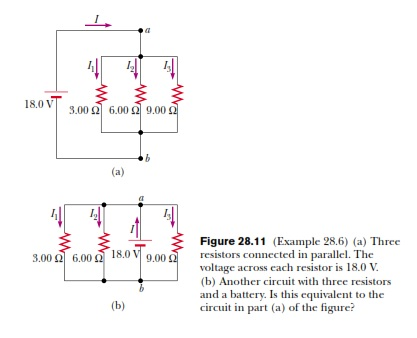 I
a
I1 I2 I3
18.0 V
3.00 Ω 6.00 Ω 9.00 Ω
b
(a)
a
I1 I2 I I3
3.00 Ω 6.00 Ω 18.0 V 9.00 Ω
b
(b)
Figure 28.11 (Example 28.6) (a) Three
resistors connected in parallel. The
voltage across each resistor is 18.0 V.
(b) Another circuit with three resistors
and a battery. Is this equivalent to the
circuit in part (a) of the figure?